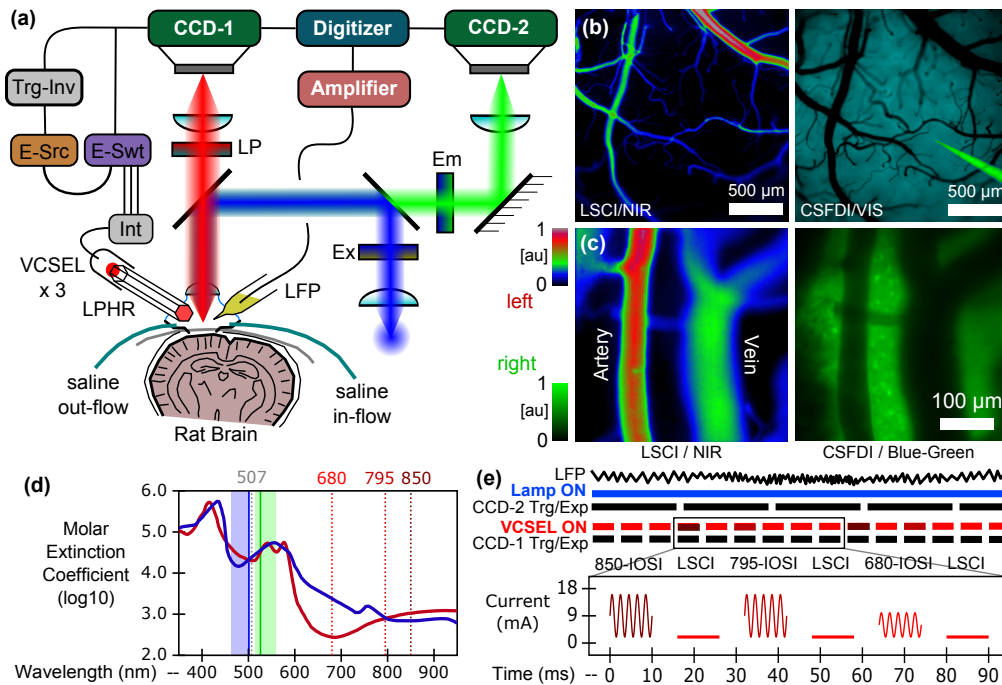 (a)
CCD-1
Digitizer
CCD-2
Trg-Inv
Amplifier
E-Src
E-Swt
LP
Em
Int
Ex
VCSEL
x 3
LPHR
LFP
saline
out-flow
saline
in-flow
Rat Brain
(b)
LSCI/NIR
500 µm
CSFDI/VIS
500 µm
(c)
1
[au]
0
left
right
1
[au]
0
Artery
Vein
100 µm
LSCI / NIR
CSFDI / Blue-Green
(d)
507
680
795
850
6.0
5.0
4.0
3.0
2.0
Molar
Extinction
Coefficient
(log10)
Wavelength (nm)
-- 400 500 600 700 800 900
(e)
LFP
Lamp ON
CCD-2 Trg/Exp
VCSEL ON
CCD-1 Trg/Exp
850-IOSI LSCI 795-IOSI LSCI 680-IOSI LSCI
Current
(mA)
18
12
6
0
Time (ms)
-- 0 10 20 30 40 50 60 70 80 90